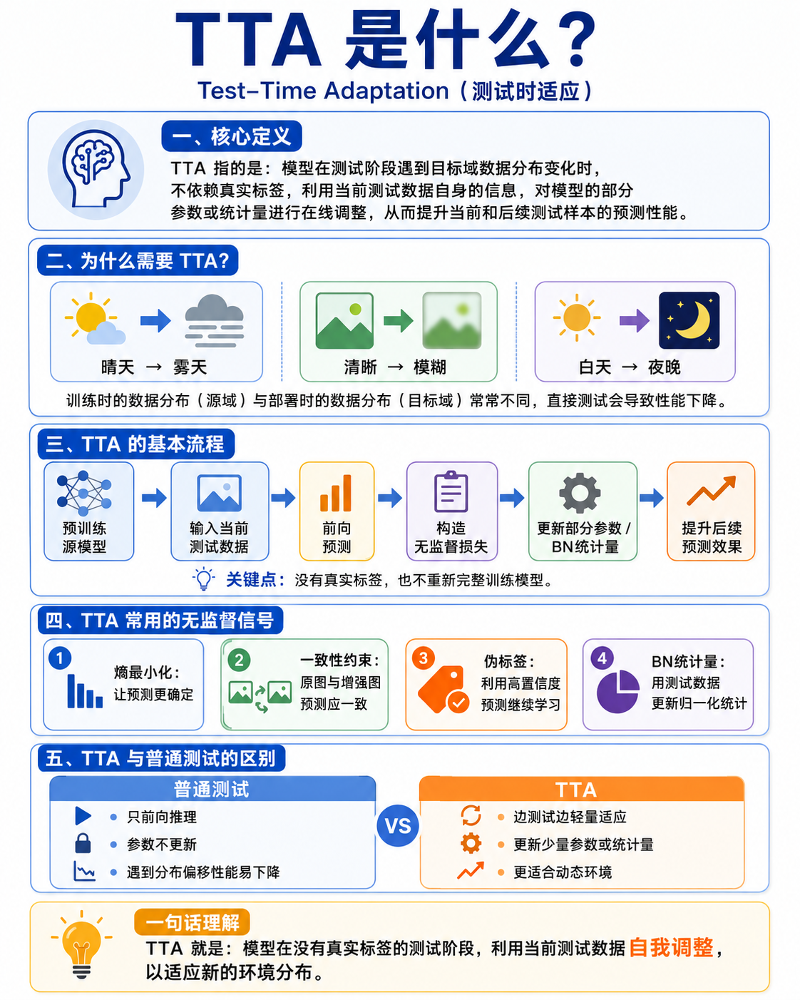 TTA 是什么？
Test-Time Adaptation（测试时适应）
一、核心定义
TTA 指的是：模型在测试阶段遇到目标域数据分布变化时，
不依赖真实标签，利用当前测试数据自身的信息，对模型的部分
参数或统计量进行在线调整，从而提升当前和后续测试样本的预测性能。
二、为什么需要 TTA？
晴天 → 雾天
清晰 → 模糊
白天 → 夜晚
训练时的数据分布（源域）与部署时的数据分布（目标域）常常不同，直接测试会导致性能下降。
三、TTA 的基本流程
预训练
源模型
输入当前
测试数据
前向
预测
构造
无监督损失
更新部分参数 /
BN统计量
提升后续
预测效果
关键点：没有真实标签，也不重新完整训练模型。
四、TTA 常用的无监督信号
1
熵最小化：
让预测更确定
2
一致性约束：
原图与增强图
预测应一致
3
伪标签：
利用高置信度
预测继续学习
4
BN统计量：
用测试数据
更新归一化统计
五、TTA 与普通测试的区别
普通测试
• 只前向推理
• 参数不更新
• 遇到分布偏移性能易下降
VS
TTA
• 边测试边轻量适应
• 更新少量参数或统计量
• 更适合动态环境
一句话理解
TTA 就是：模型在没有真实标签的测试阶段，利用当前测试数据自我调整，
以适应新的环境分布。